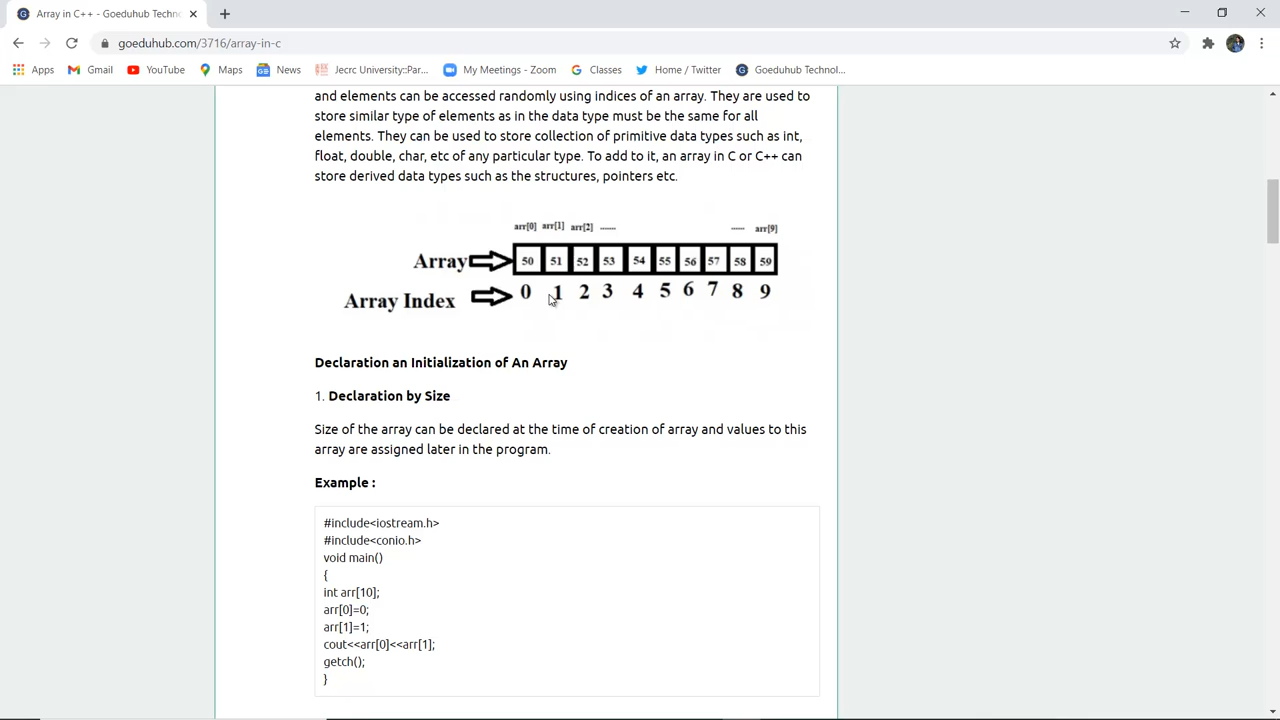 Array in C++ - Goeduhub Techno
goeduhub.com/3716/array-in-c
Apps Gmail YouTube Maps News Jecrc University::Par... My Meetings - Zoom Classes Home / Twitter Goeduhub Technol...
and elements can be accessed randomly using indices of an array. They are used to
store similar type of elements as in the data type must be the same for all
elements. They can be used to store collection of primitive data types such as int,
float, double, char, etc of any particular type. To add to it, an array in C or C++ can
store derived data types such as the structures, pointers etc.
arr[0] arr[1] arr[2] ....... ...... arr[9]
Array 50 51 52 53 54 55 56 57 58 59
Array Index 0 1 2 3 4 5 6 7 8 9
Declaration an Initialization of An Array
1. Declaration by Size
Size of the array can be declared at the time of creation of array and values to this
array are assigned later in the program.
Example :
#include<iostream.h>
#include<conio.h>
void main()
{
int arr[10];
arr[0]=0;
arr[1]=1;
cout<<arr[0]<<arr[1];
getch();
}